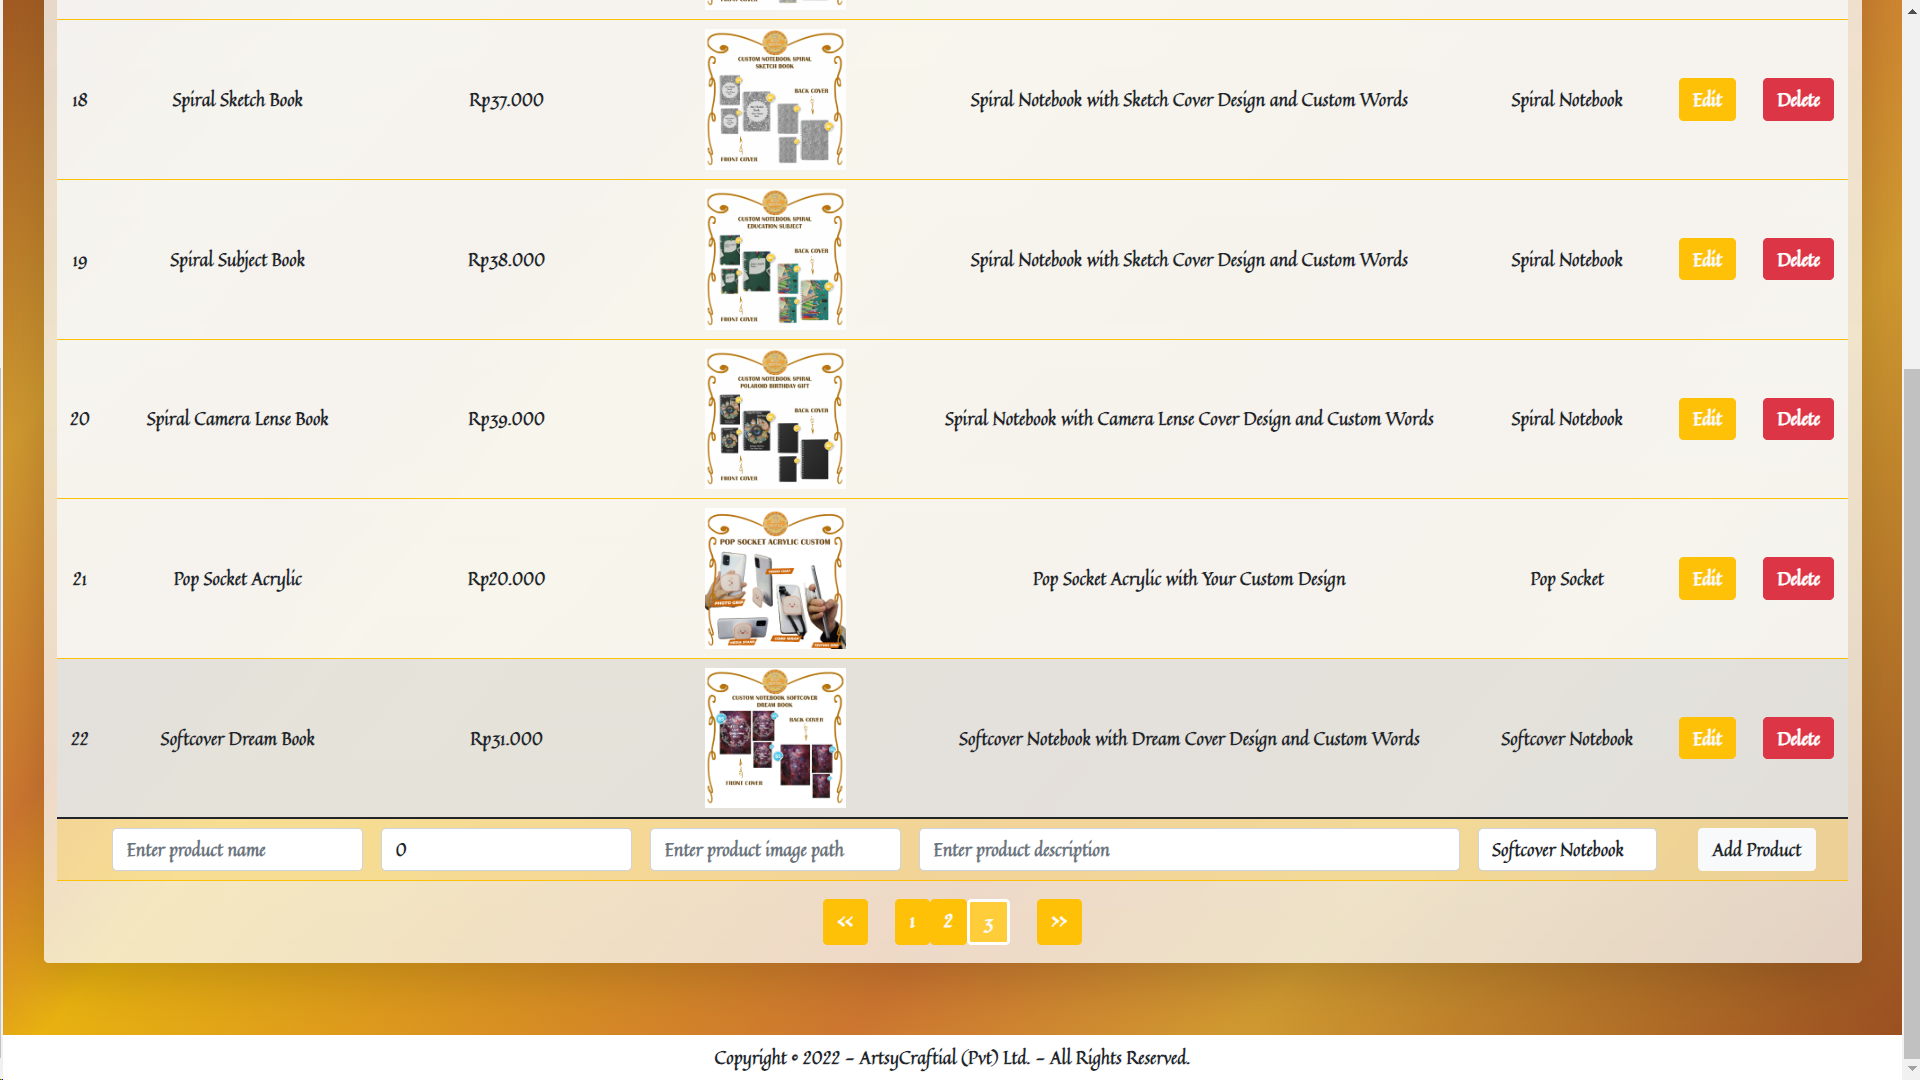 18 Spiral Sketch Book Rp37.000 Spiral Notebook with Sketch Cover Design and Custom Words Spiral Notebook Edit Delete
CUSTOM NOTEBOOK SPIRAL
SKETCH BOOK
BACK COVER
FRONT COVER
19 Spiral Subject Book Rp38.000 Spiral Notebook with Sketch Cover Design and Custom Words Spiral Notebook Edit Delete
CUSTOM NOTEBOOK SPIRAL
EDUCATION SUBJECT
BACK COVER
FRONT COVER
20 Spiral Camera Lense Book Rp39.000 Spiral Notebook with Camera Lense Cover Design and Custom Words Spiral Notebook Edit Delete
CUSTOM NOTEBOOK SPIRAL
POLAROID BIRTHDAY GIFT
BACK COVER
FRONT COVER
21 Pop Socket Acrylic Rp20.000 Pop Socket Acrylic with Your Custom Design Pop Socket Edit Delete
POP SOCKET ACRYLIC CUSTOM
PHOTO GRIP
22 Softcover Dream Book Rp31.000 Softcover Notebook with Dream Cover Design and Custom Words Softcover Notebook Edit Delete
CUSTOM NOTEBOOK SOFTCOVER
DREAM BOOK
BACK COVER
FRONT COVER
Enter product name 0 Enter product image path Enter product description Softcover Notebook Add Product
« 1 2 3 »
Copyright © 2022 - ArtsyCraftial (Pvt) Ltd. - All Rights Reserved.